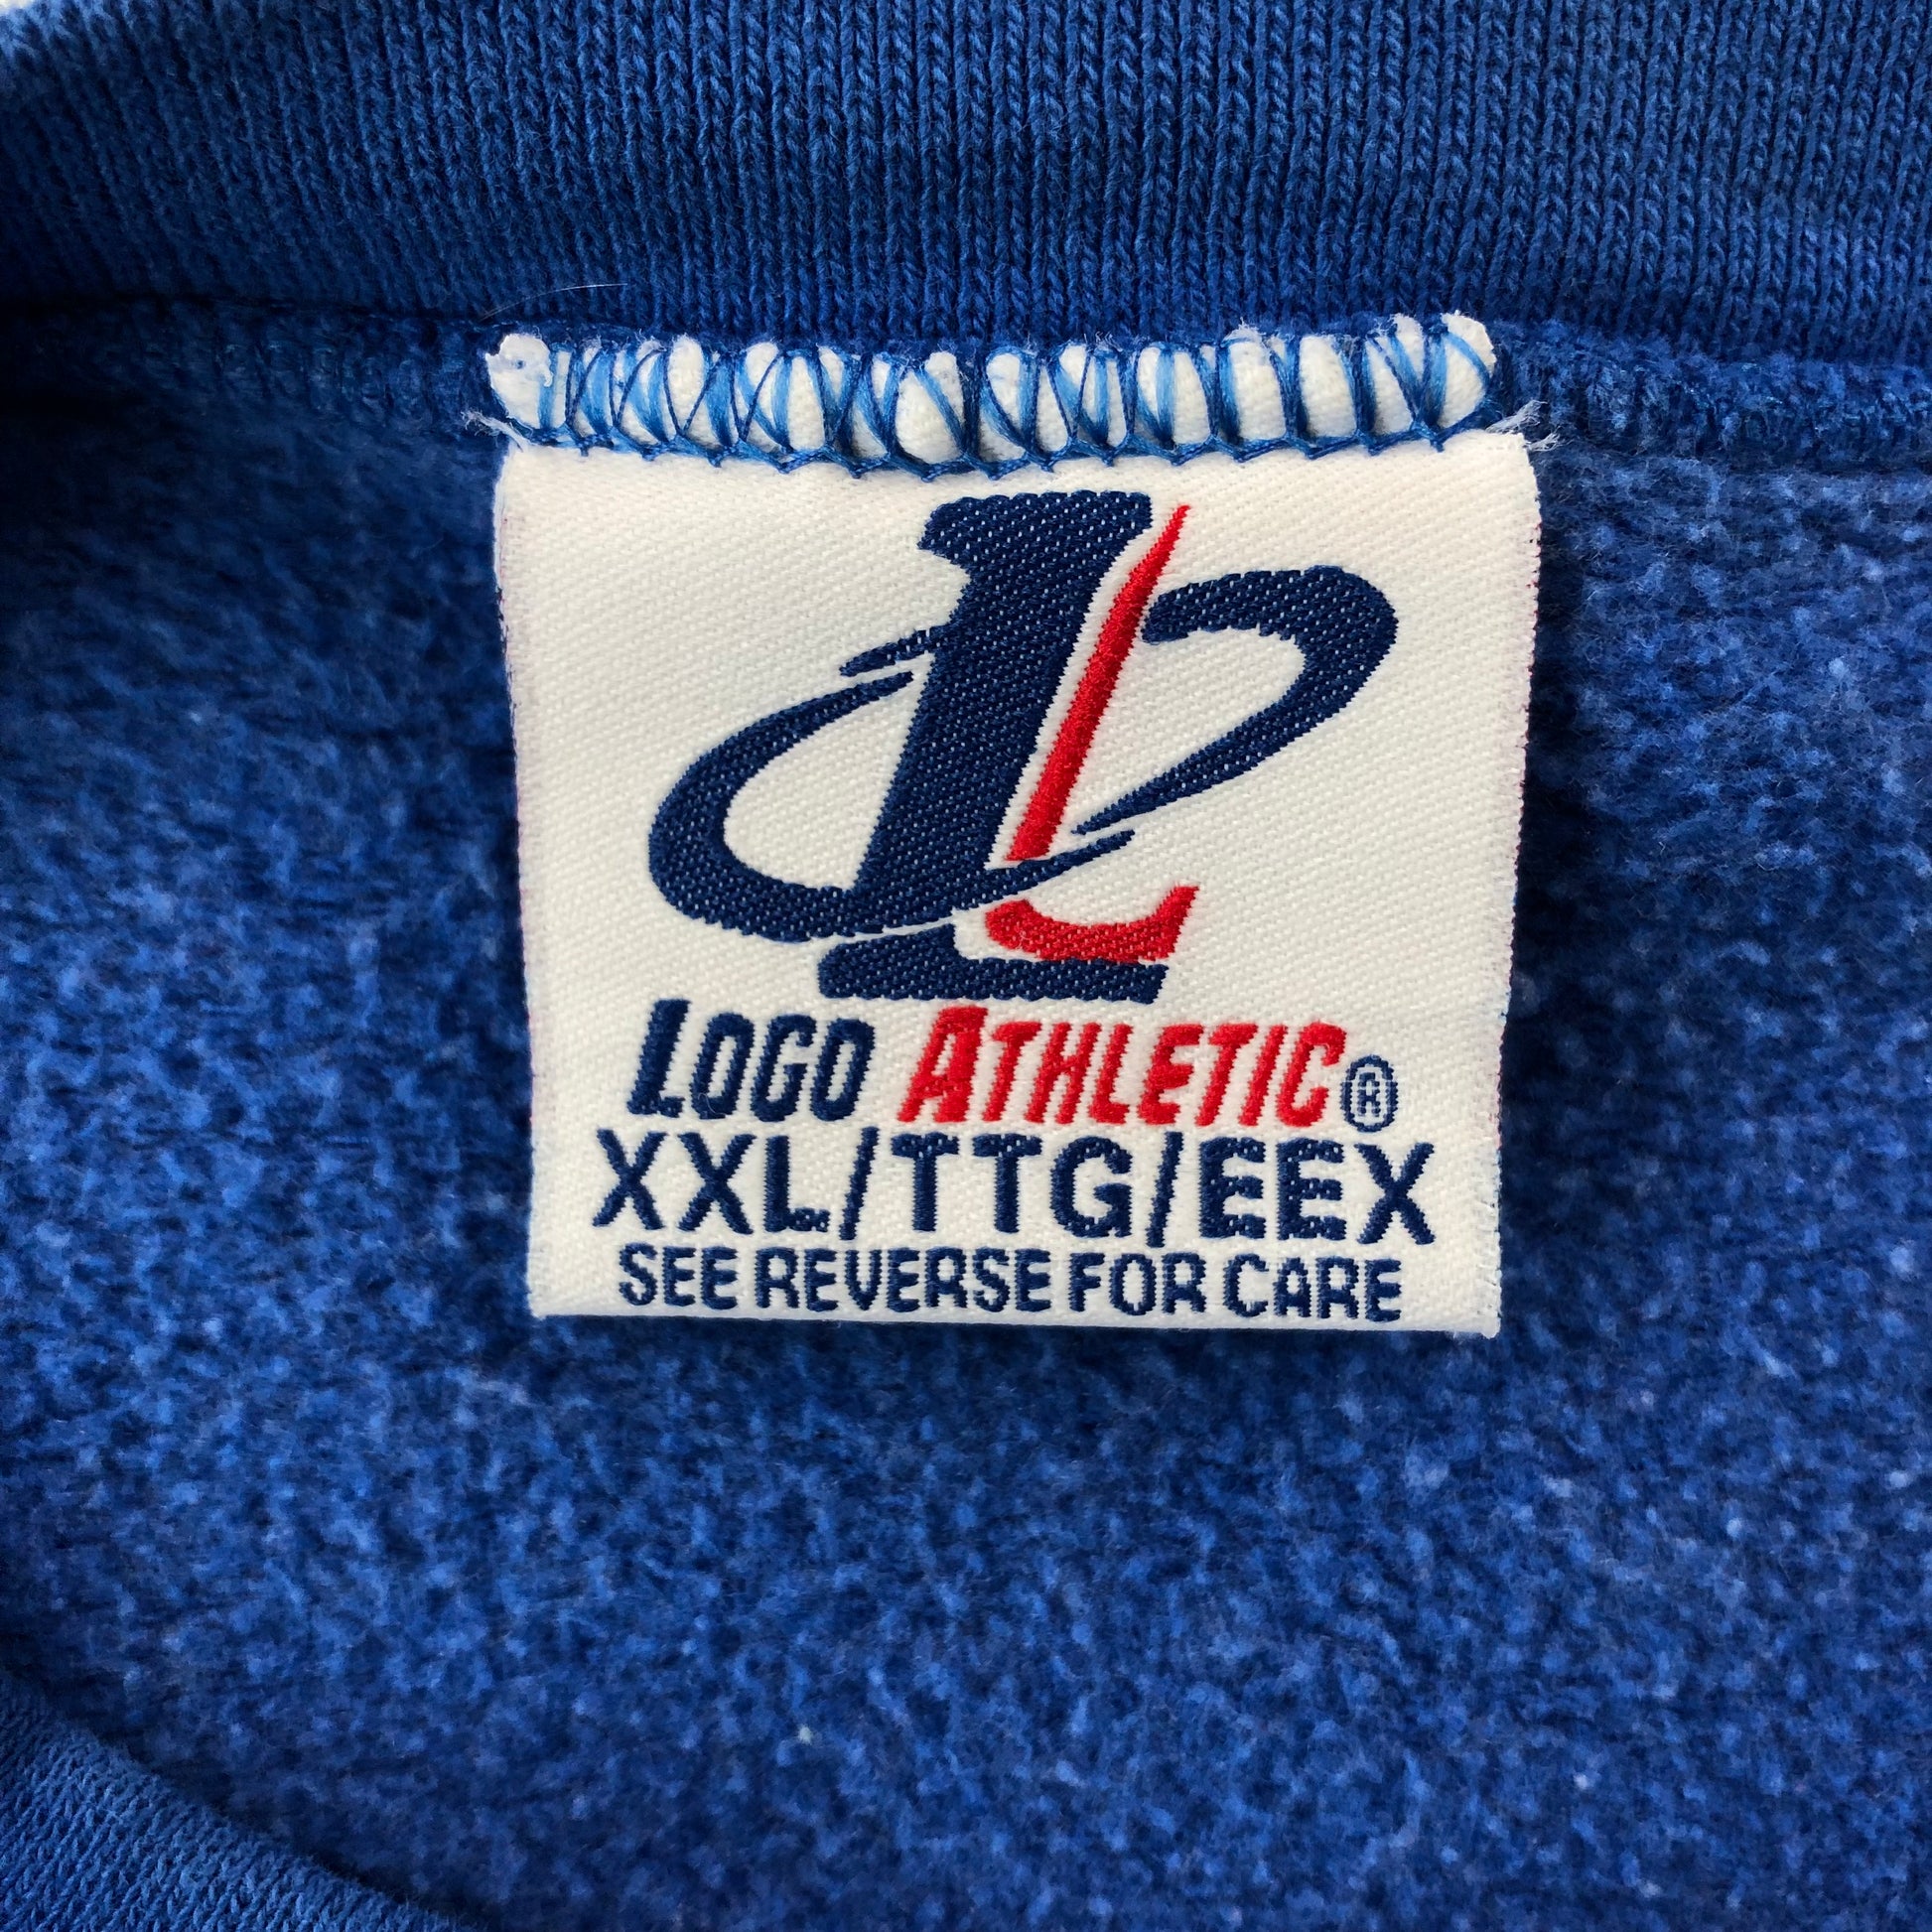 L
LOGO ATHLETIC®
XXL/TTG/EEX
SEE REVERSE FOR CARE